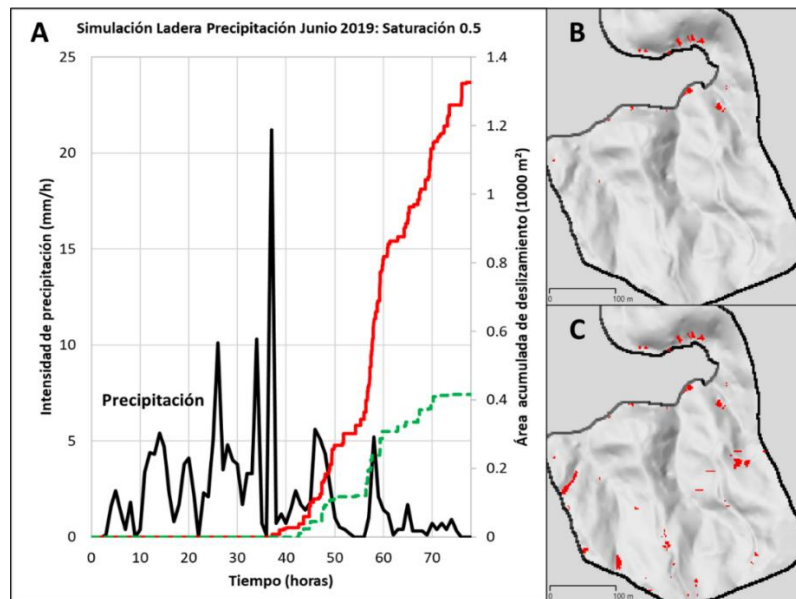 A
Simulación Ladera Precipitación Junio 2019: Saturación 0.5
25
20
15
10
5
0
Intensidad de precipitación (mm/h)
Precipitación
0 10 20 30 40 50 60 70
Tiempo (horas)
1.4
1.2
1
0.8
0.6
0.4
0.2
0
Área acumulada de deslizamiento (1000 m²)
B
0 100 m
C
0 100 m